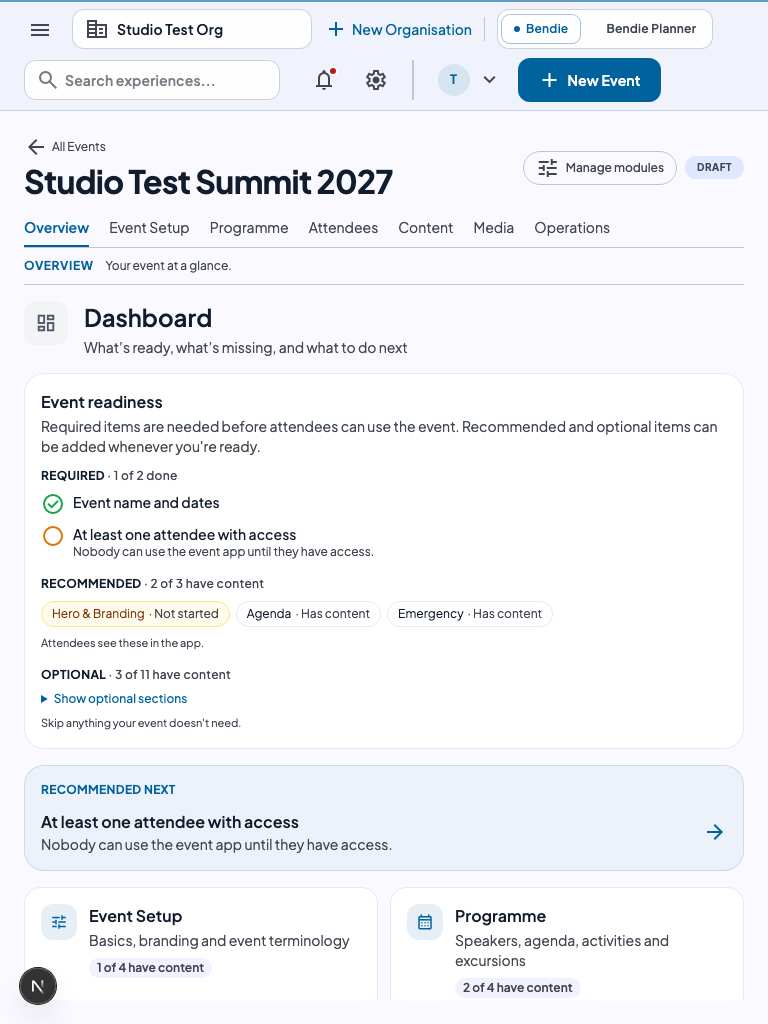 Studio Test Org
New Organisation
Bendie
Bendie Planner
Search experiences...
T
New Event
All Events
Studio Test Summit 2027
Manage modules
DRAFT
Overview
Event Setup
Programme
Attendees
Content
Media
Operations
OVERVIEW Your event at a glance.
Dashboard
What's ready, what's missing, and what to do next
Event readiness
Required items are needed before attendees can use the event. Recommended and optional items can
be added whenever you're ready.
REQUIRED · 1 of 2 done
Event name and dates
At least one attendee with access
Nobody can use the event app until they have access.
RECOMMENDED · 2 of 3 have content
Hero & Branding · Not started
Agenda · Has content
Emergency · Has content
Attendees see these in the app.
OPTIONAL · 3 of 11 have content
Show optional sections
Skip anything your event doesn't need.
RECOMMENDED NEXT
At least one attendee with access
Nobody can use the event app until they have access.
Event Setup
Basics, branding and event terminology
1 of 4 have content
Programme
Speakers, agenda, activities and
excursions
2 of 4 have content
N